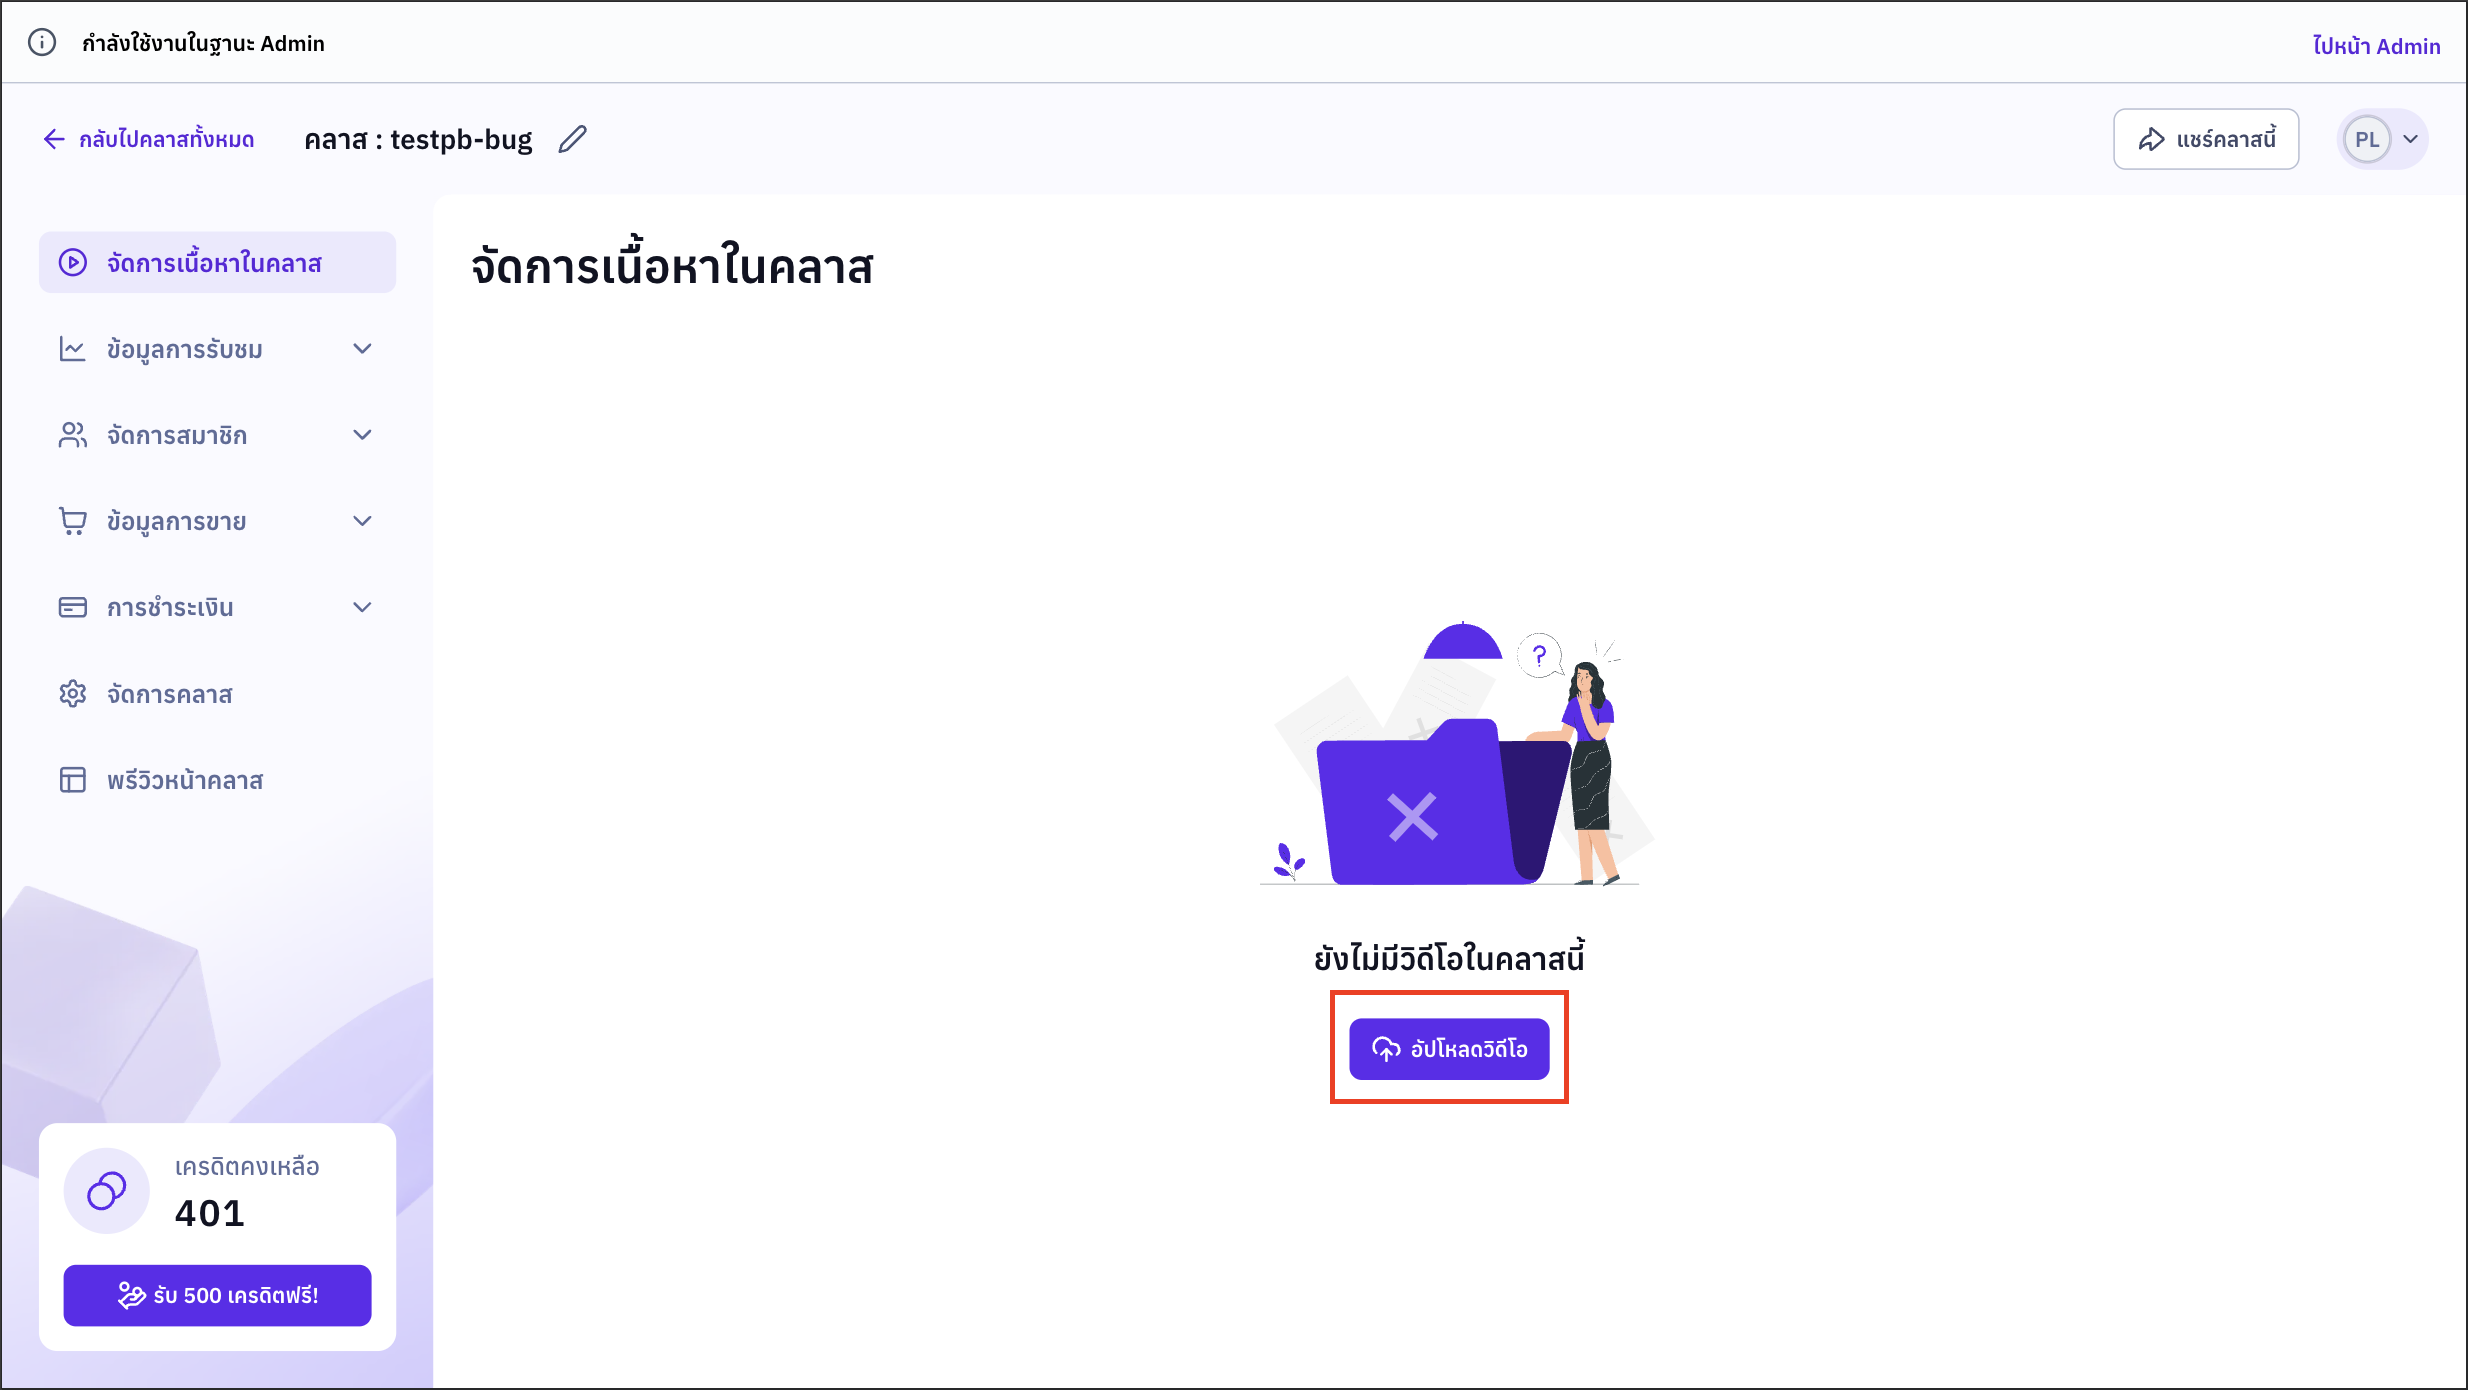 กำลังใช้งานในฐานะ Admin
ไปหน้า Admin
กลับไปคลาสทั้งหมด
คลาส : testpb-bug
แชร์คลาสนี้
PL
จัดการเนื้อหาในคลาส
ข้อมูลการรับชม
จัดการสมาชิก
ข้อมูลการขาย
การชำระเงิน
จัดการคลาส
พรีวิวหน้าคลาส
เครดิตคงเหลือ
401
รับ 500 เครดิตฟรี!
จัดการเนื้อหาในคลาส
?
ยังไม่มีวิดีโอในคลาสนี้
อัปโหลดวิดีโอ